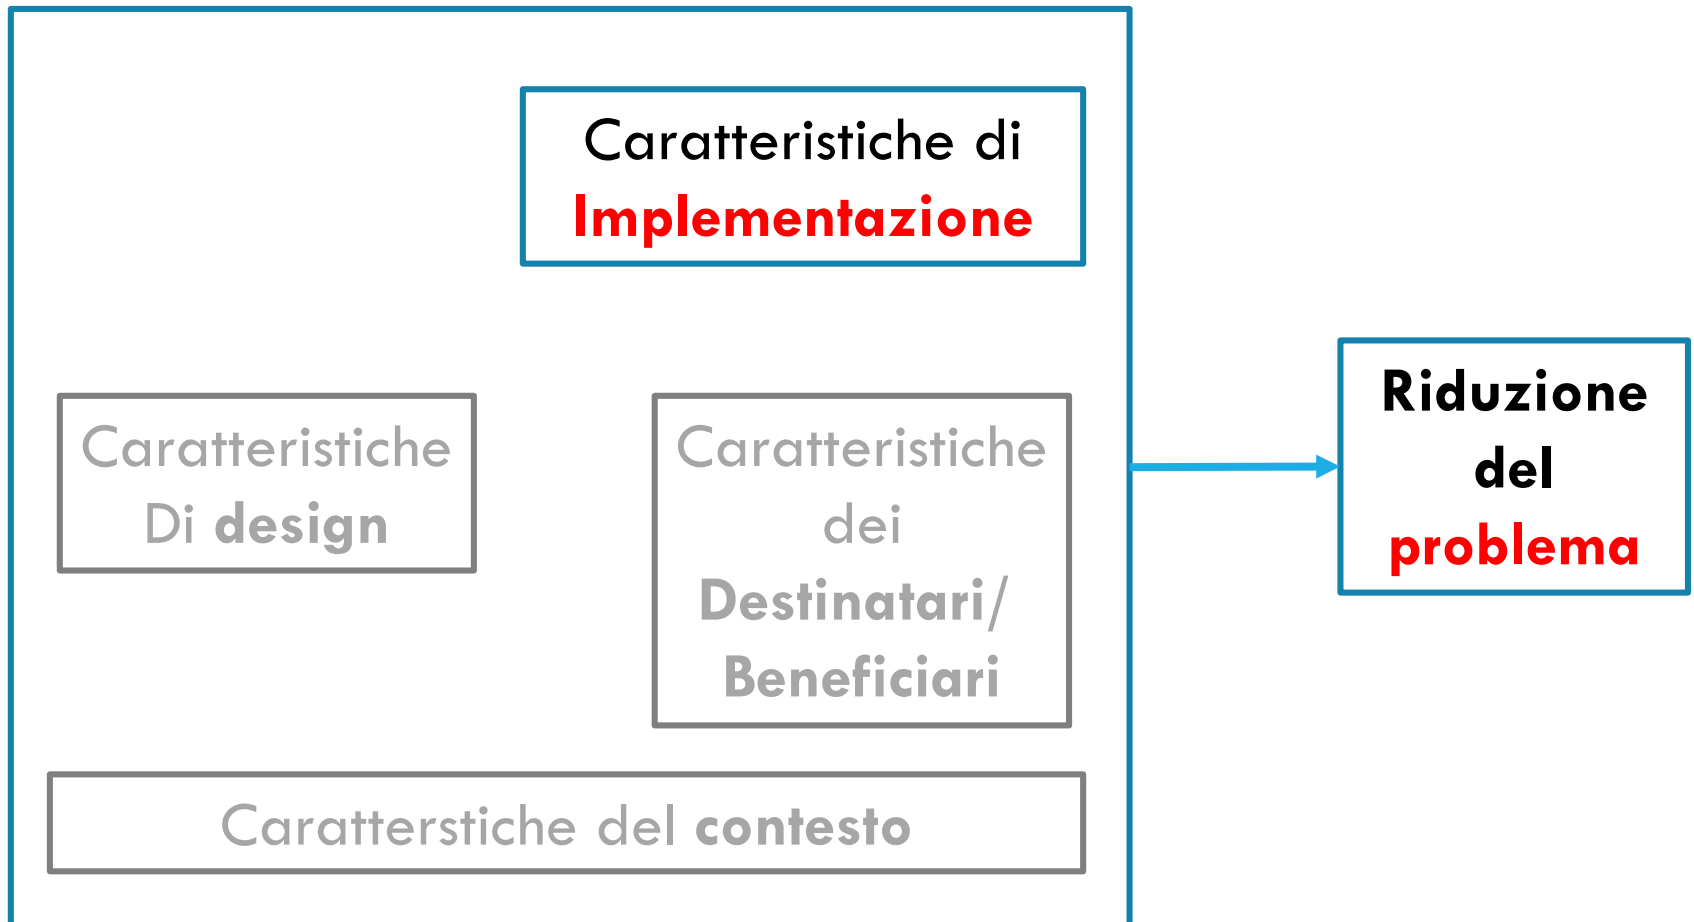 Caratteristiche di
Implementazione
Caratteristiche
Di design
Caratteristiche
dei
Destinatari/
Beneficiari
Caratterstiche del contesto
Riduzione
del
problema